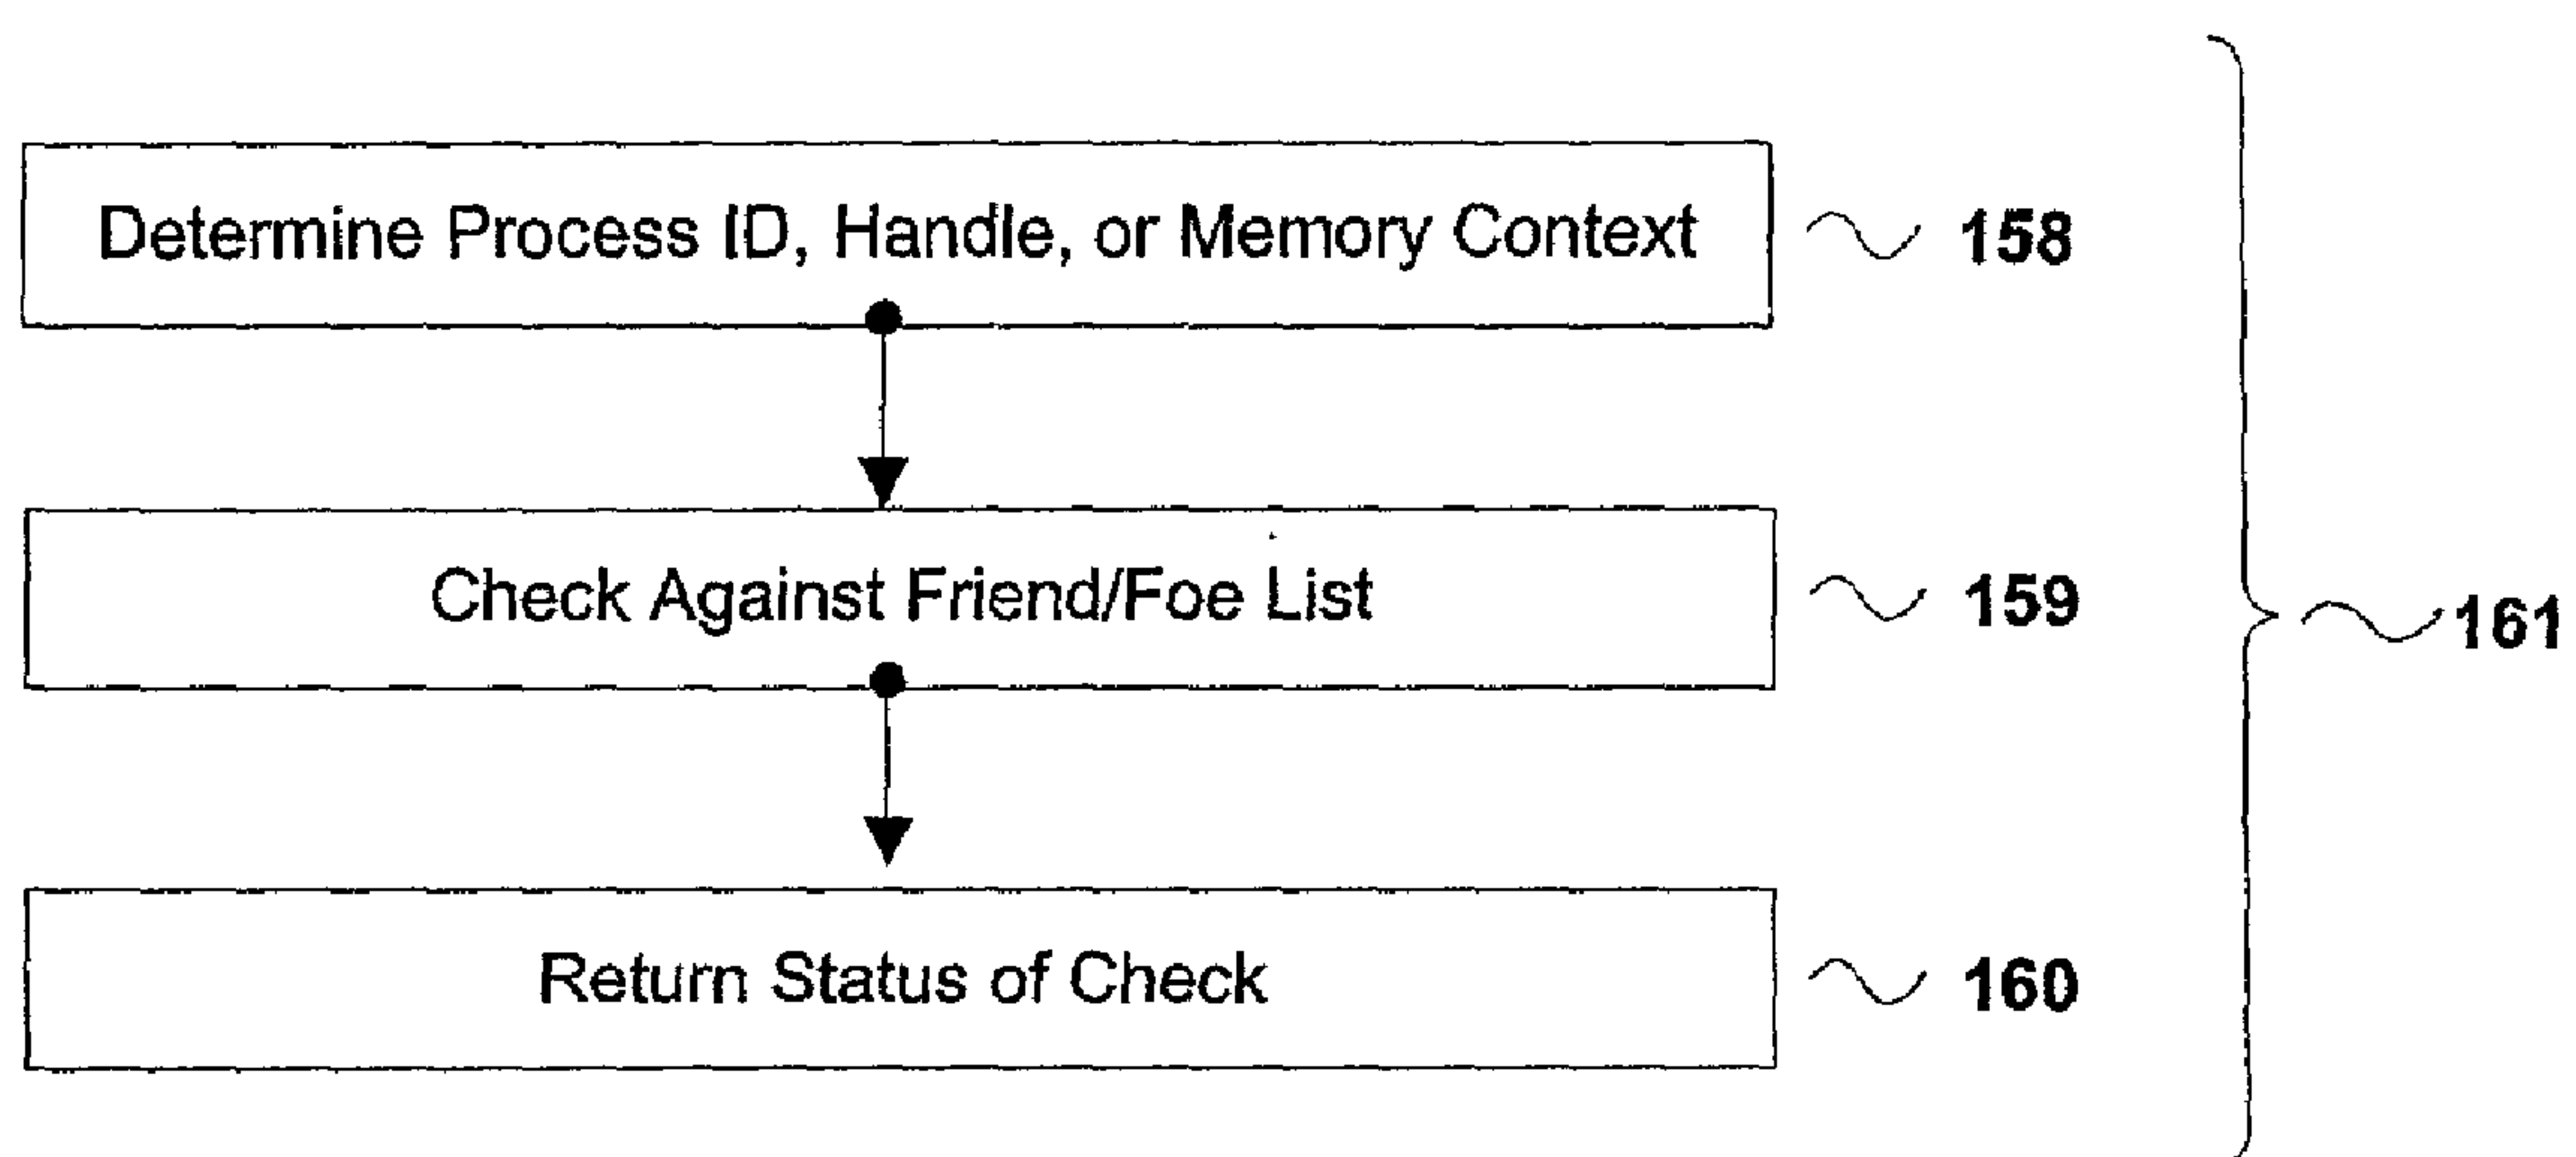 Determine Process ID, Handle, or Memory Context
158
Check Against Friend/Foe List
159
161
Return Status of Check
160